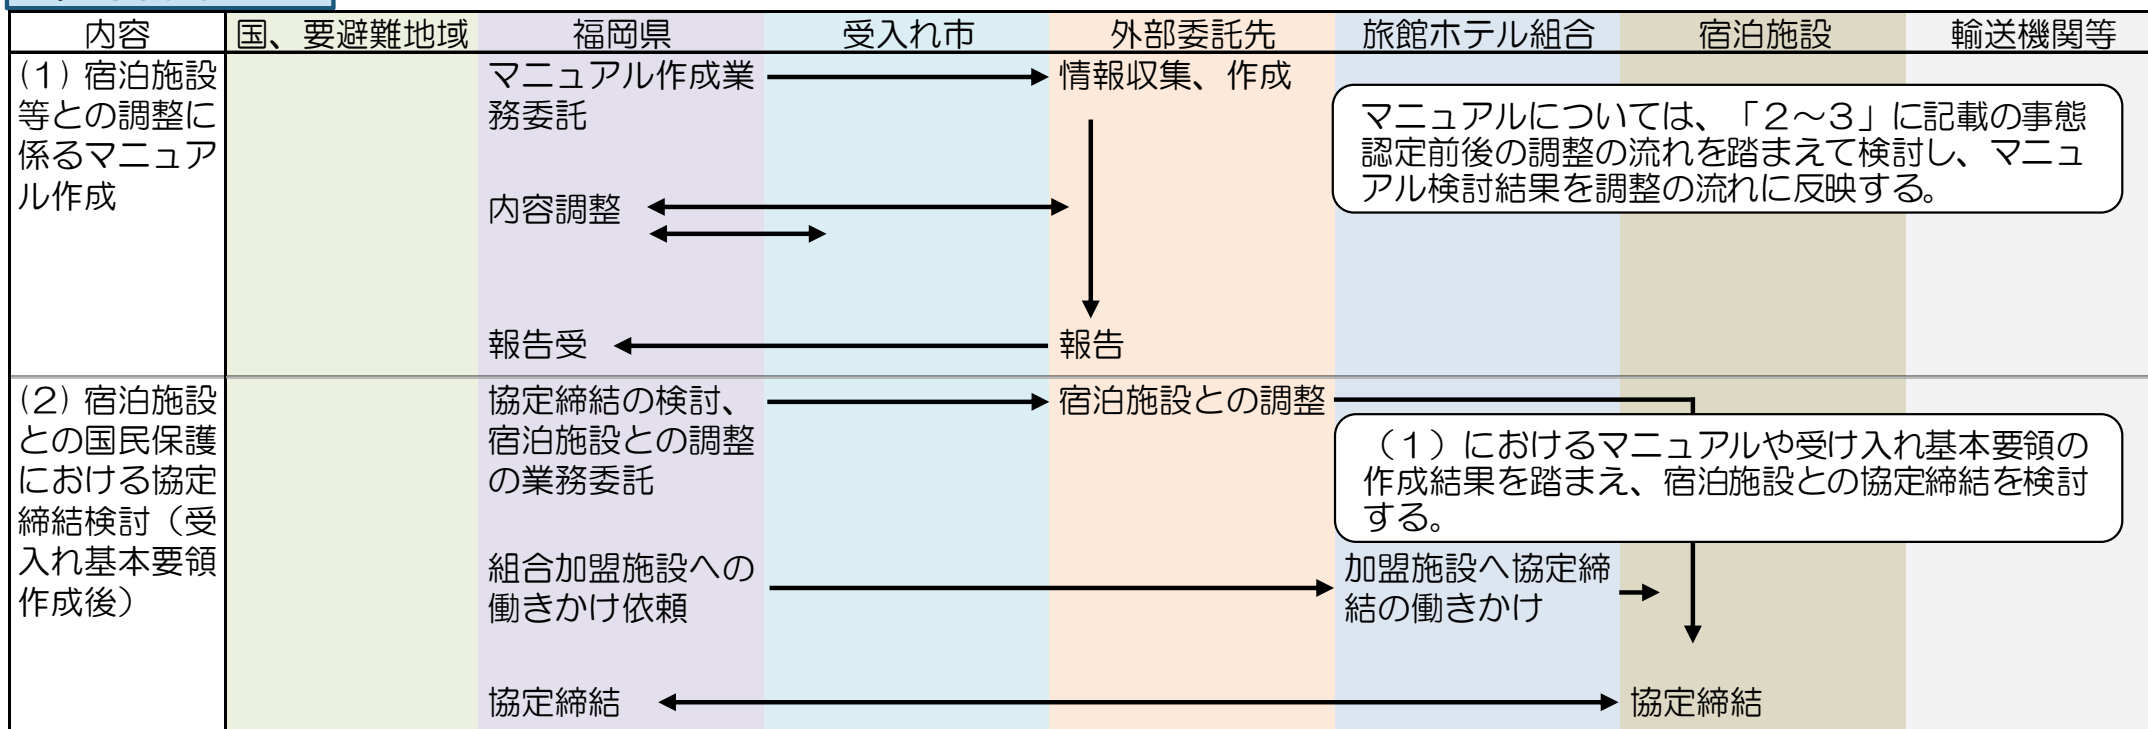 内容
国、要避難地域
福岡県
受入れ市
外部委託先
旅館ホテル組合
宿泊施設
輸送機関等
(1) 宿泊施設
等との調整に
係るマニュア
ル作成
マニュアル作成業
務委託
情報収集、作成
マニュアルについては、「2～3」に記載の事態
認定前後の調整の流れを踏まえて検討し、マニュ
アル検討結果を調整の流れに反映する。
内容調整
報告受
報告
(2) 宿泊施設
との国民保護
における協定
締結検討（受
入れ基本要領
作成後）
協定締結の検討、
宿泊施設との調整
の業務委託
宿泊施設との調整
（1）におけるマニュアルや受け入れ基本要領の
作成結果を踏まえ、宿泊施設との協定締結を検討
する。
組合加盟施設への
働きかけ依頼
加盟施設へ協定締
結の働きかけ
協定締結
協定締結